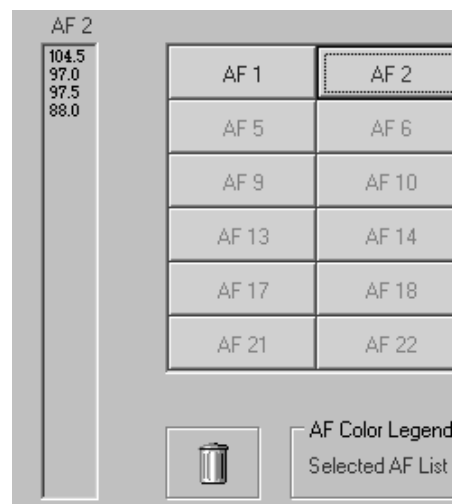 AF 2
104.5
97.0
97.5
88.0
AF 1 AF 2
AF 5 AF 6
AF 9 AF 10
AF 13 AF 14
AF 17 AF 18
AF 21 AF 22
AF Color Legend
Selected AF List